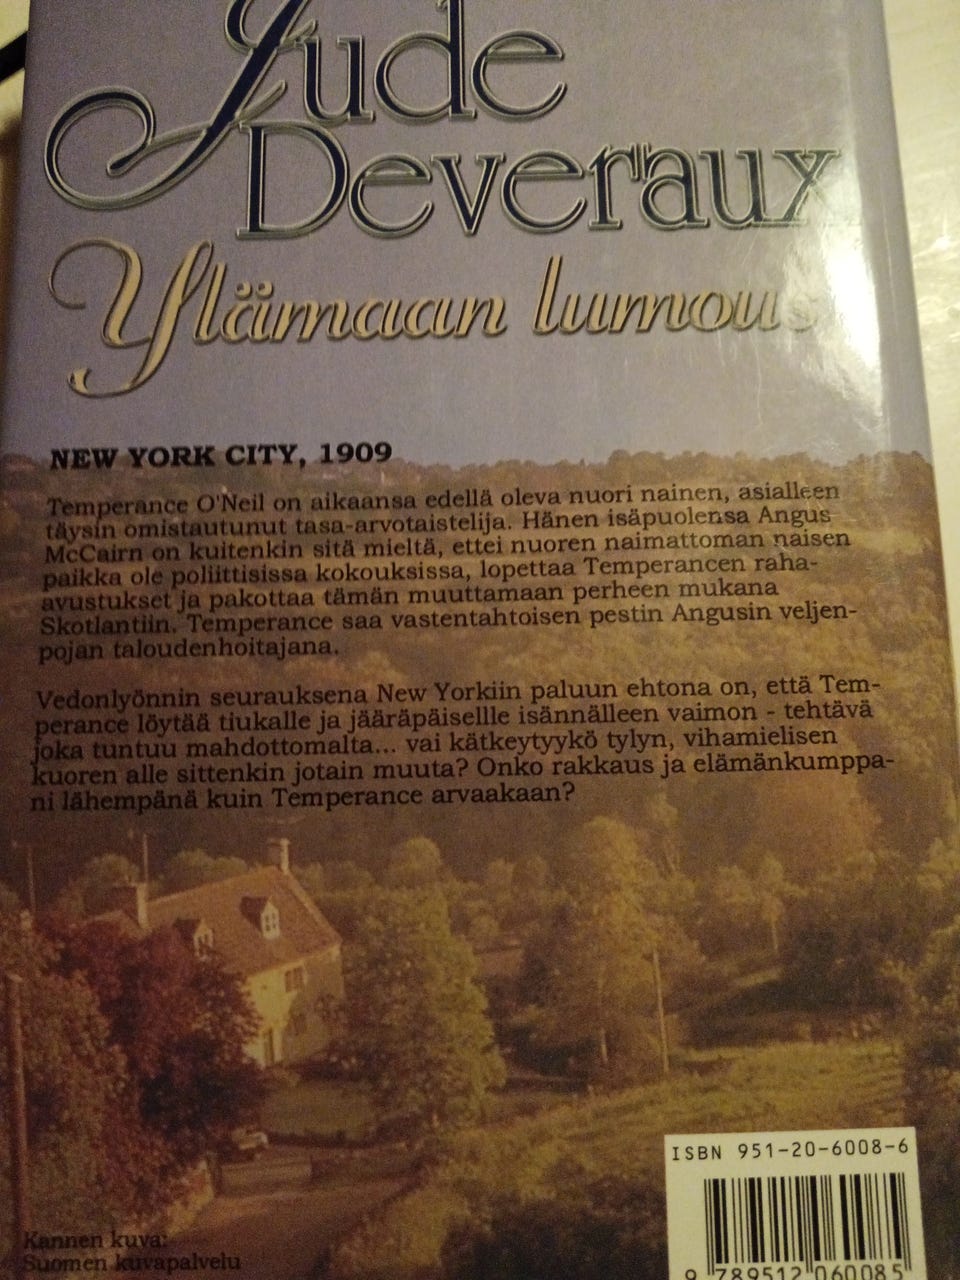 Jude
Deveraux
Ylämaan lumous
NEW YORK CITY, 1909
Temperance O'Neil on aikaansa edellä oleva nuori nainen, asialleen
täysin omistautunut tasa-arvotaistelija. Hänen isäpuolensa Angus
McCairn on kuitenkin sitä mieltä, ettei nuoren naimattoman naisen
paikka ole poliittisissa kokouksissa, lopettaa Temperancen raha-
avustukset ja pakottaa tämän muuttamaan perheen mukana
Skotlantiin. Temperance saa vastentahtoisen pestin Angusin veljen-
pojan taloudenhoitajana.
Vedonlyönnin seurauksena New Yorkiin paluun ehtona on, että Tem-
perance löytää tiukalle ja jääräpäisellle isännälleen vaimon - tehtävä
joka tuntuu mahdottomalta... vai kätkeytyykö tylyn, vihamielisen
kuoren alle sittenkin jotain muuta? Onko rakkaus ja elämänkumppa-
ni lähempänä kuin Temperance arvaakaan?
ISBN 951-20-6008-6
9 789512 060085
Kannen kuva:
Suomen kuvapalvelu